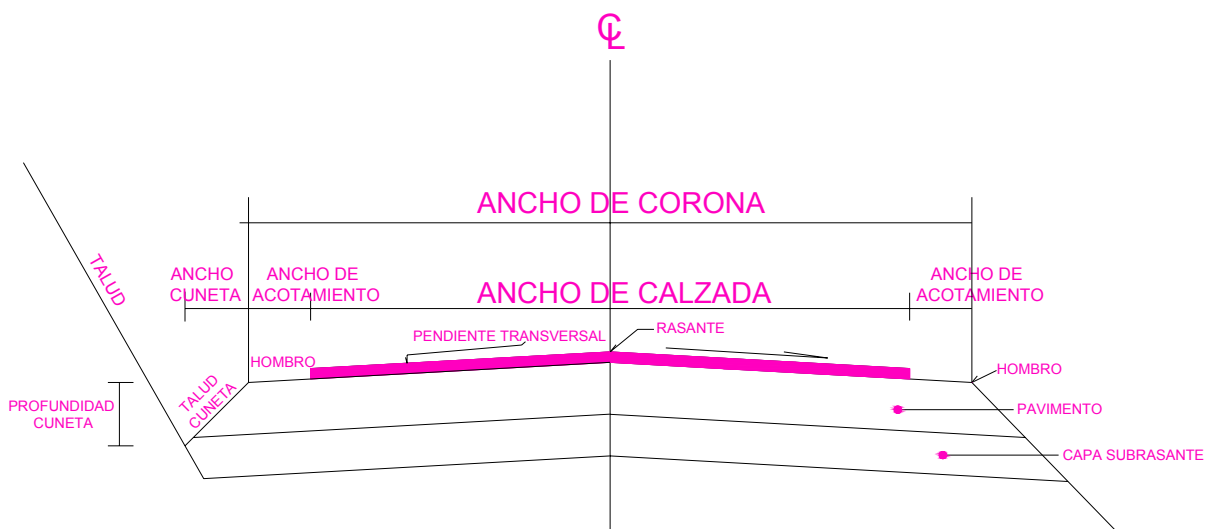 ℄
ANCHO DE CORONA
TALUD
ANCHO
CUNETA
ANCHO DE
ACOTAMIENTO
ANCHO DE CALZADA
ANCHO DE
ACOTAMIENTO
PENDIENTE TRANSVERSAL
RASANTE
HOMBRO
HOMBRO
TALUD
CUNETA
PROFUNDIDAD
CUNETA
PAVIMENTO
CAPA SUBRASANTE